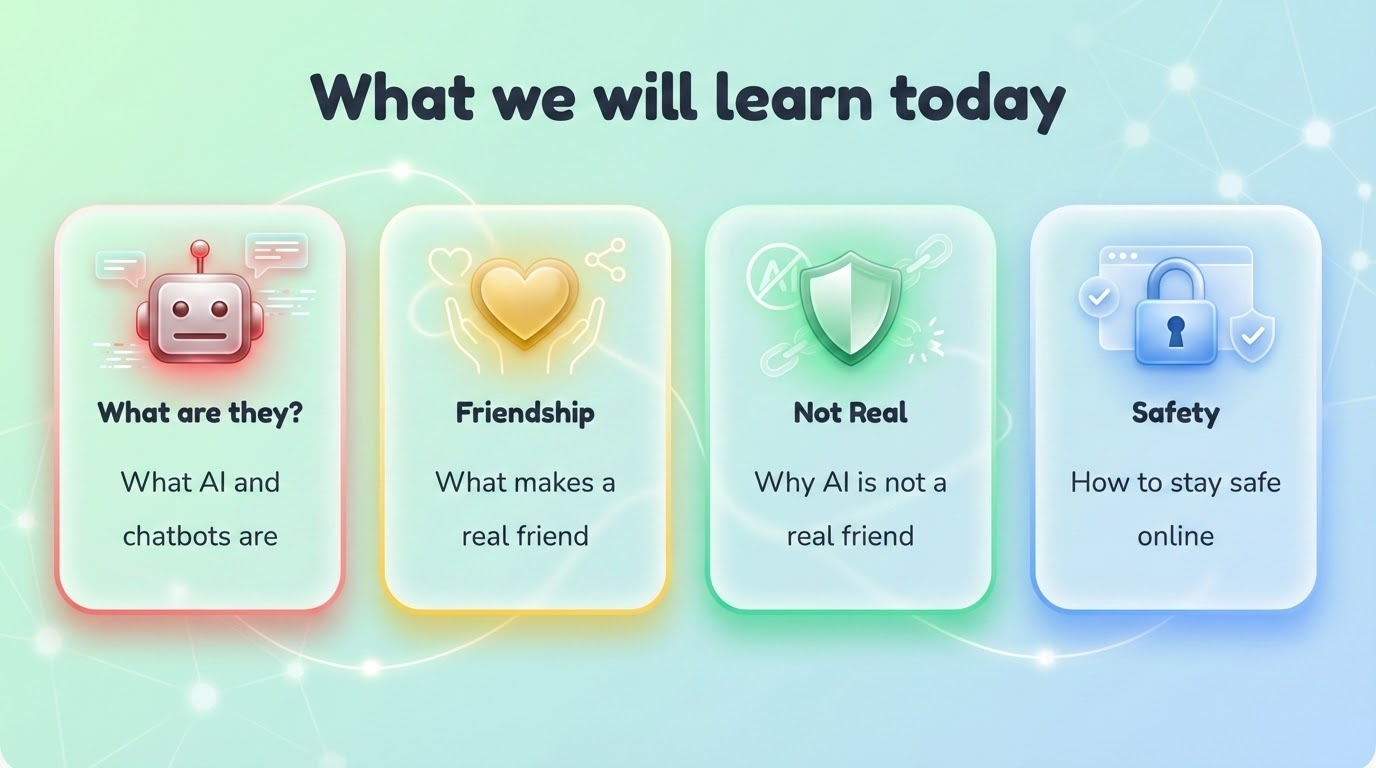 What we will learn today
AI
What are they?
What AI and
chatbots are
Friendship
What makes a
real friend
Not Real
Why AI is not a
real friend
Safety
How to stay safe
online